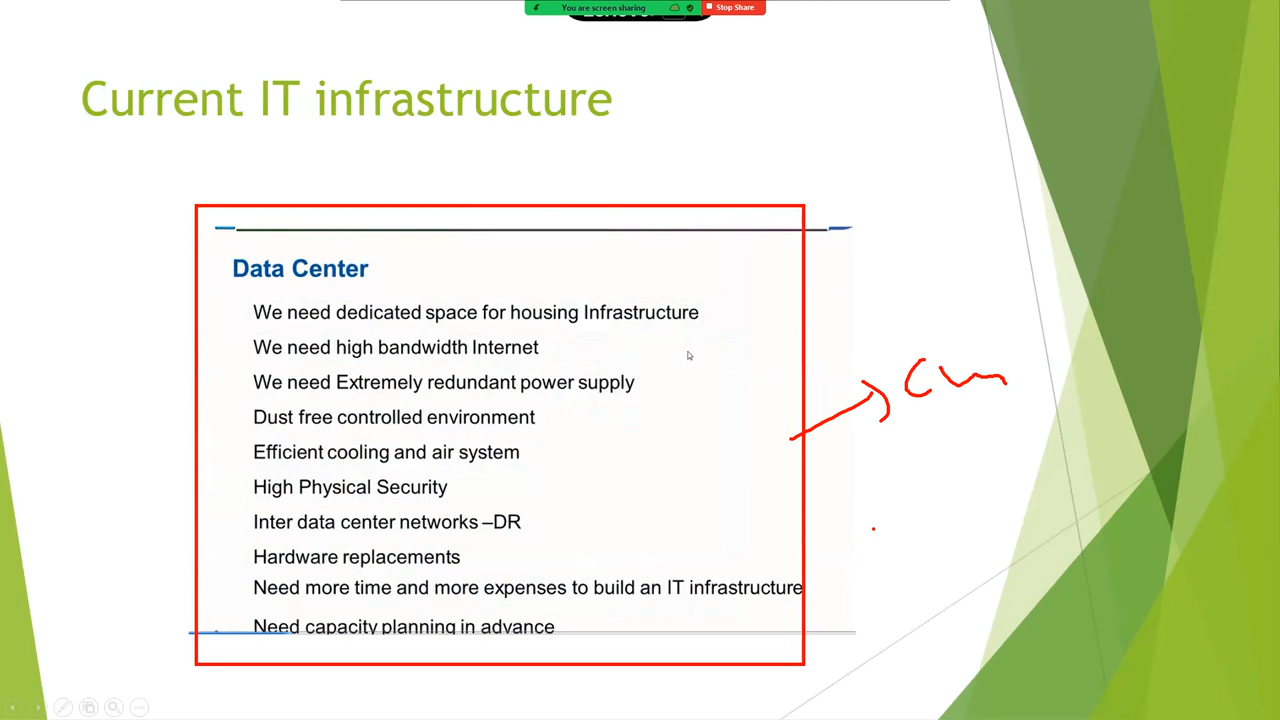 You are screen sharing
Stop Share
Current IT infrastructure
Data Center
We need dedicated space for housing Infrastructure
We need high bandwidth Internet
We need Extremely redundant power supply
Dust free controlled environment
Efficient cooling and air system
High Physical Security
Inter data center networks –DR
Hardware replacements
Need more time and more expenses to build an IT infrastructure
Need capacity planning in advance